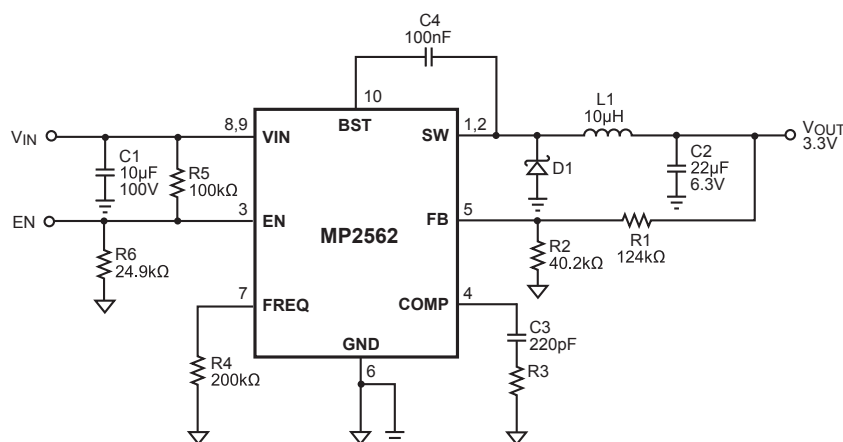 C4
100nF
10
BST
L1
10µH
VIN
8,9
VIN
SW
1,2
VOUT
3.3V
C1
10µF
100V
R5
100kΩ
D1
C2
22µF
6.3V
EN
3
EN
MP2562
FB
5
R6
24.9kΩ
R2
40.2kΩ
R1
124kΩ
7
FREQ
COMP
4
C3
220pF
GND
6
R4
200kΩ
R3